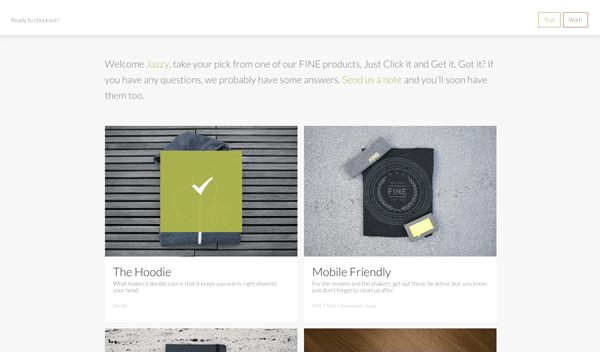 Ready to checkout?
Yup!
Wait!
Welcome Jazzy, take your pick from one of our FINE products. Just Click it and Get it. Got it? If
you have any questions, we probably have some answers. Send us a note and you'll soon have
them too.
FINE
FINE
The Hoodie
What makes it double cool is that it keeps you warm, right down to
your head.
Mobile Friendly
For the movers and the shakers, get out there, be active, but, you know,
just don't forget to clean up after.
FINE T Shirt + Sweatband + Soap